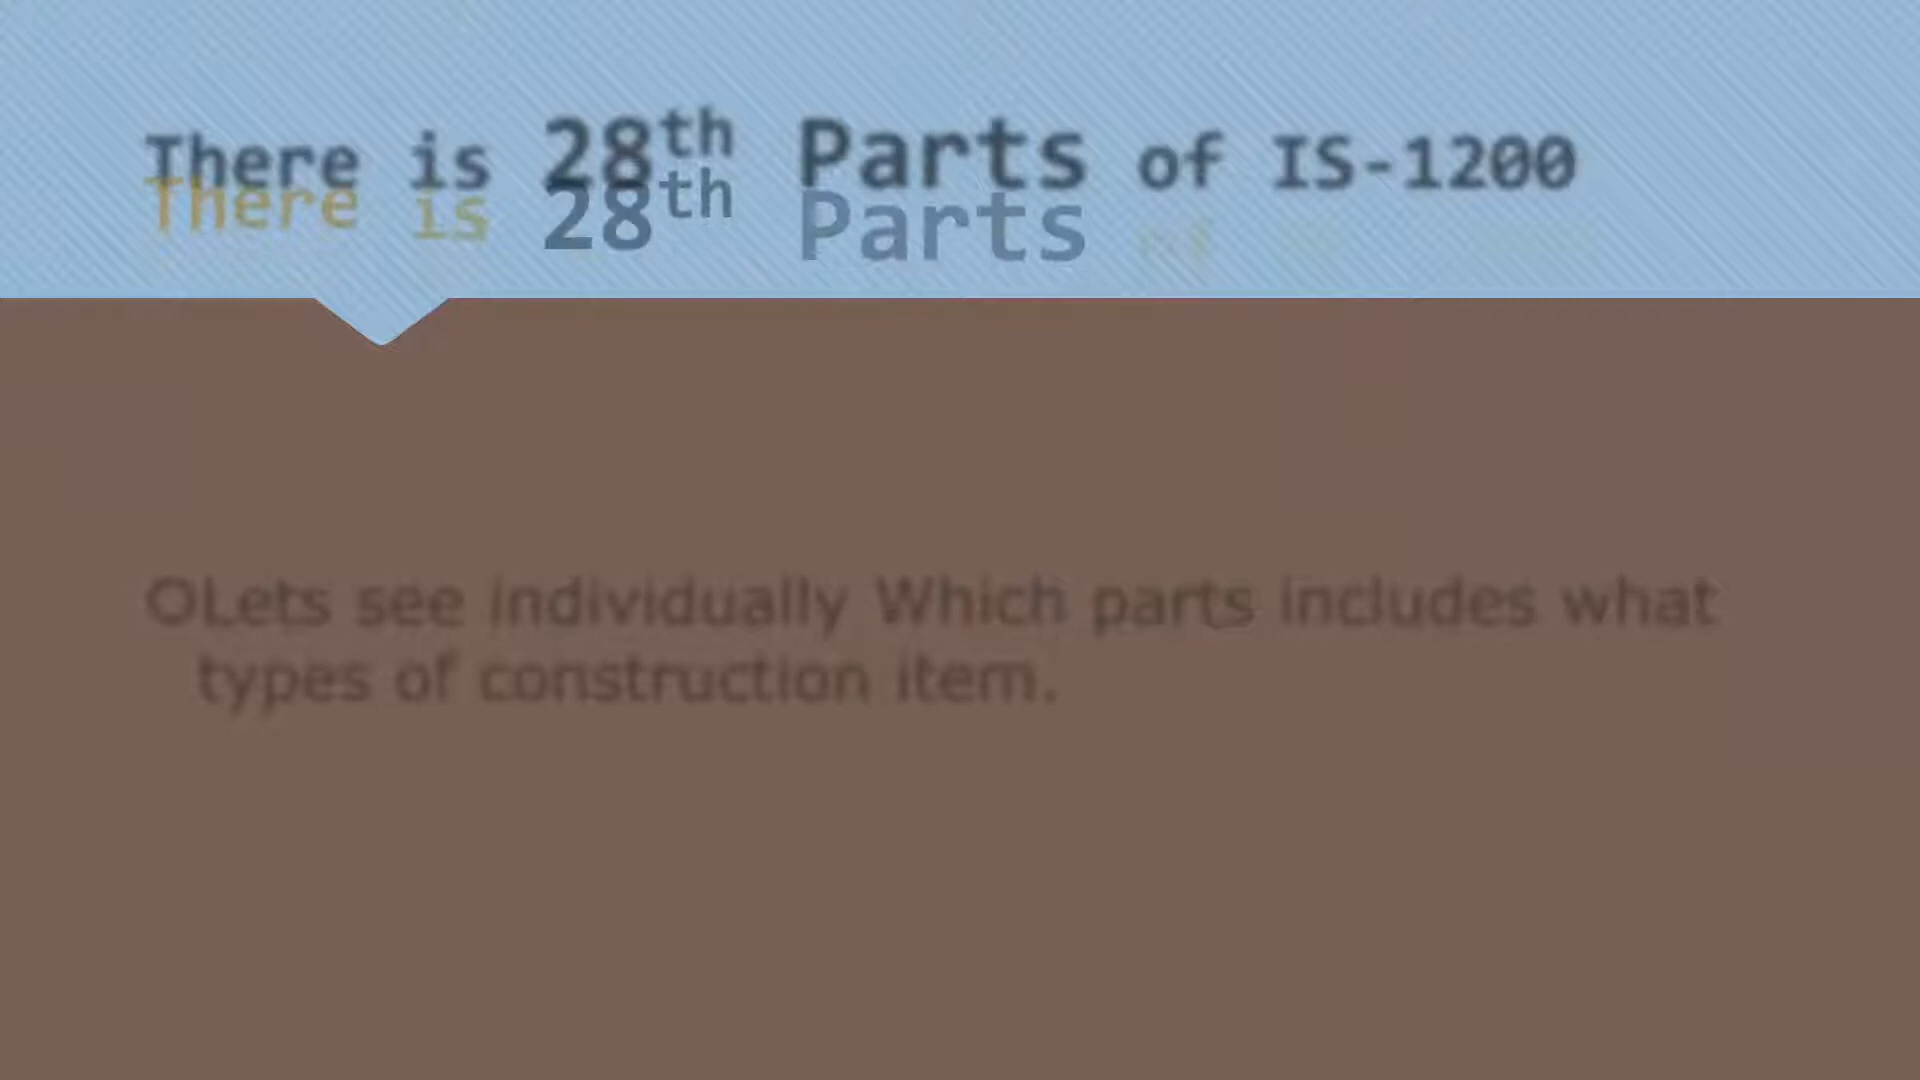 There is 28th Parts of IS-1200
There is 28th Parts of
OLets see individually Which parts includes what
types of construction item.